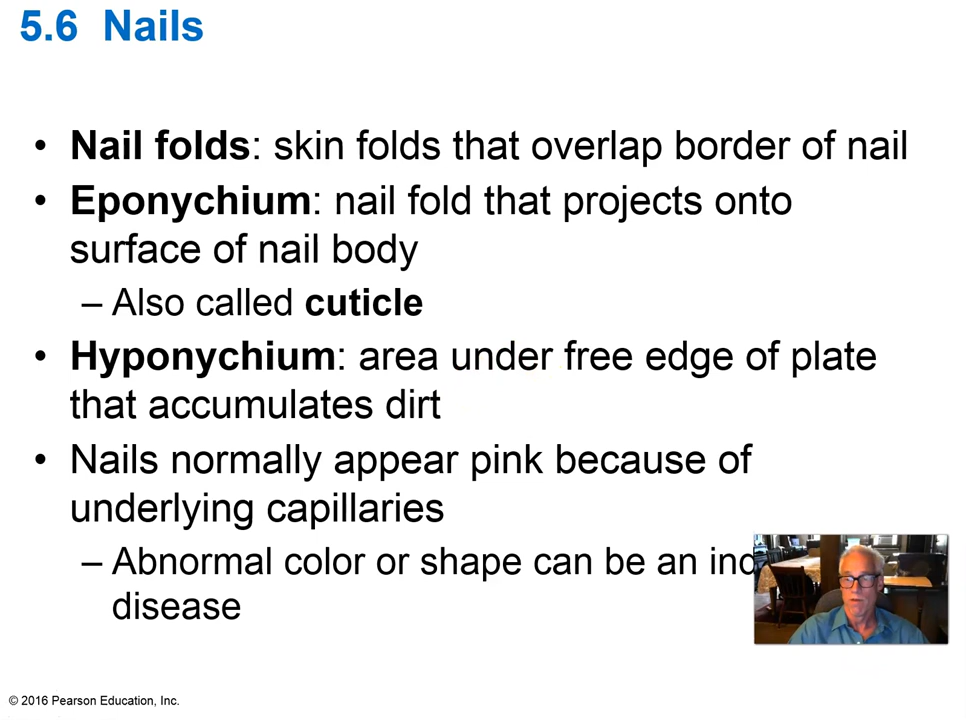 5.6 Nails
• Nail folds: skin folds that overlap border of nail
• Eponychium: nail fold that projects onto
surface of nail body
– Also called cuticle
• Hyponychium: area under free edge of plate
that accumulates dirt
• Nails normally appear pink because of
underlying capillaries
– Abnormal color or shape can be an
disease
© 2016 Pearson Education, Inc.